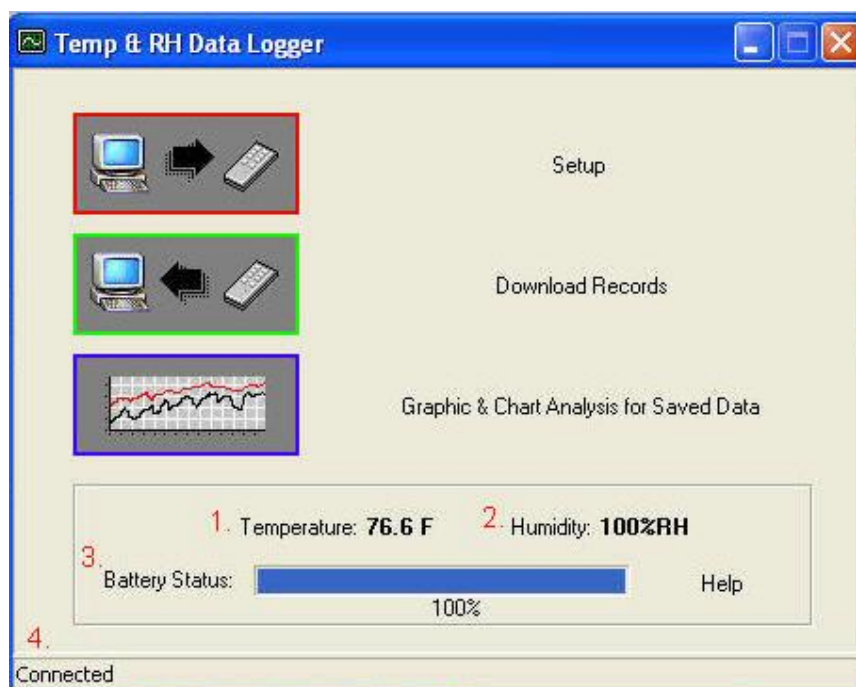 Temp & RH Data Logger
Setup
Download Records
Graphic & Chart Analysis for Saved Data
1. Temperature: 76.6 F 2. Humidity: 100%RH
3. Battery Status: Help
100%
4.
Connected